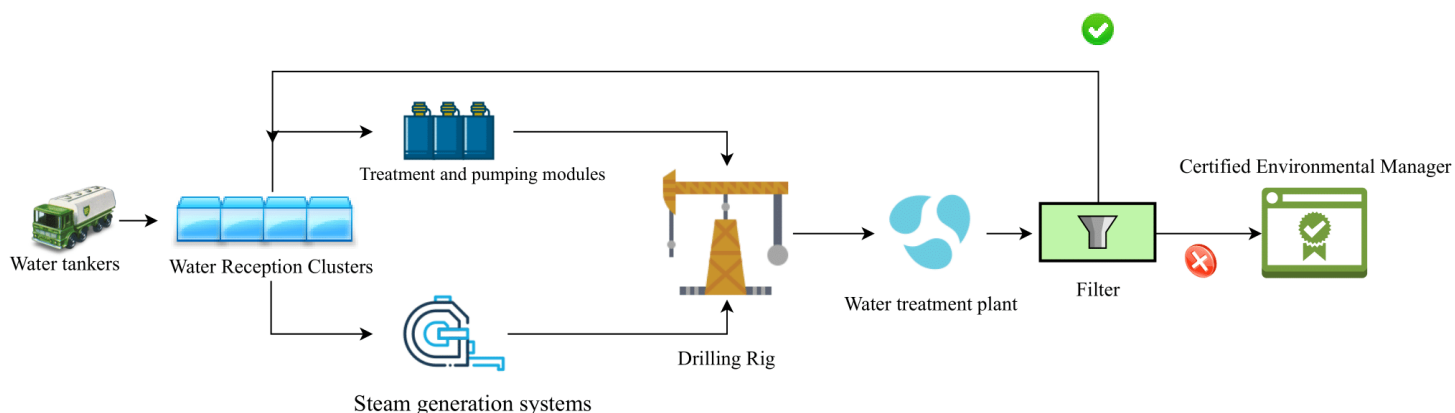 Certified Environmental Manager
Treatment and pumping modules
Water tankers
Water Reception Clusters
Water treatment plant
Filter
Drilling Rig
Steam generation systems